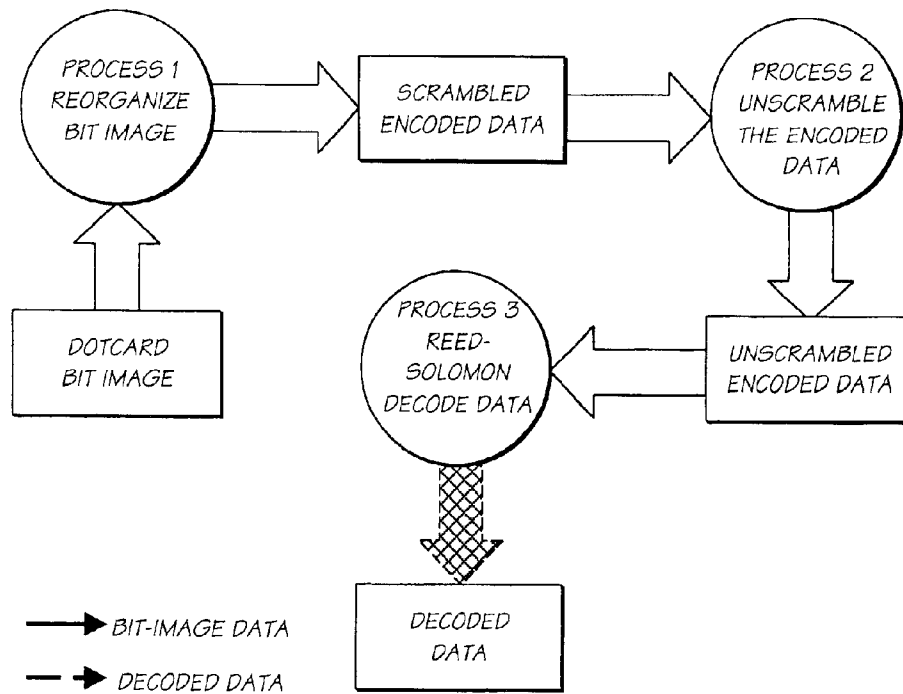 PROCESS 1
REORGANIZE
BIT IMAGE
SCRAMBLED
ENCODED DATA
PROCESS 2
UNSCRAMBLE
THE ENCODED
DATA
DOTCARD
BIT IMAGE
PROCESS 3
REED-
SOLOMON
DECODE DATA
UNSCRAMBLED
ENCODED DATA
DECODED
DATA
BIT-IMAGE DATA
DECODED DATA